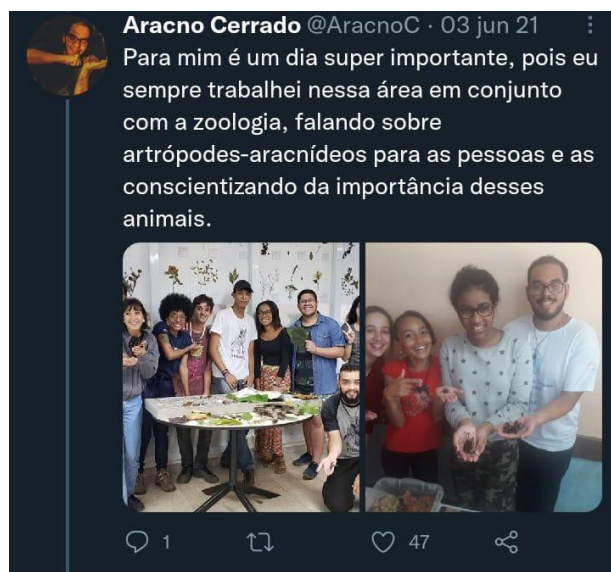 Aracno Cerrado @AracnoC · 03 jun 21
Para mim é um dia super importante, pois eu
sempre trabalhei nessa área em conjunto
com a zoologia, falando sobre
artrópodes-aracnídeos para as pessoas e as
conscientizando da importância desses
animais.
1 47